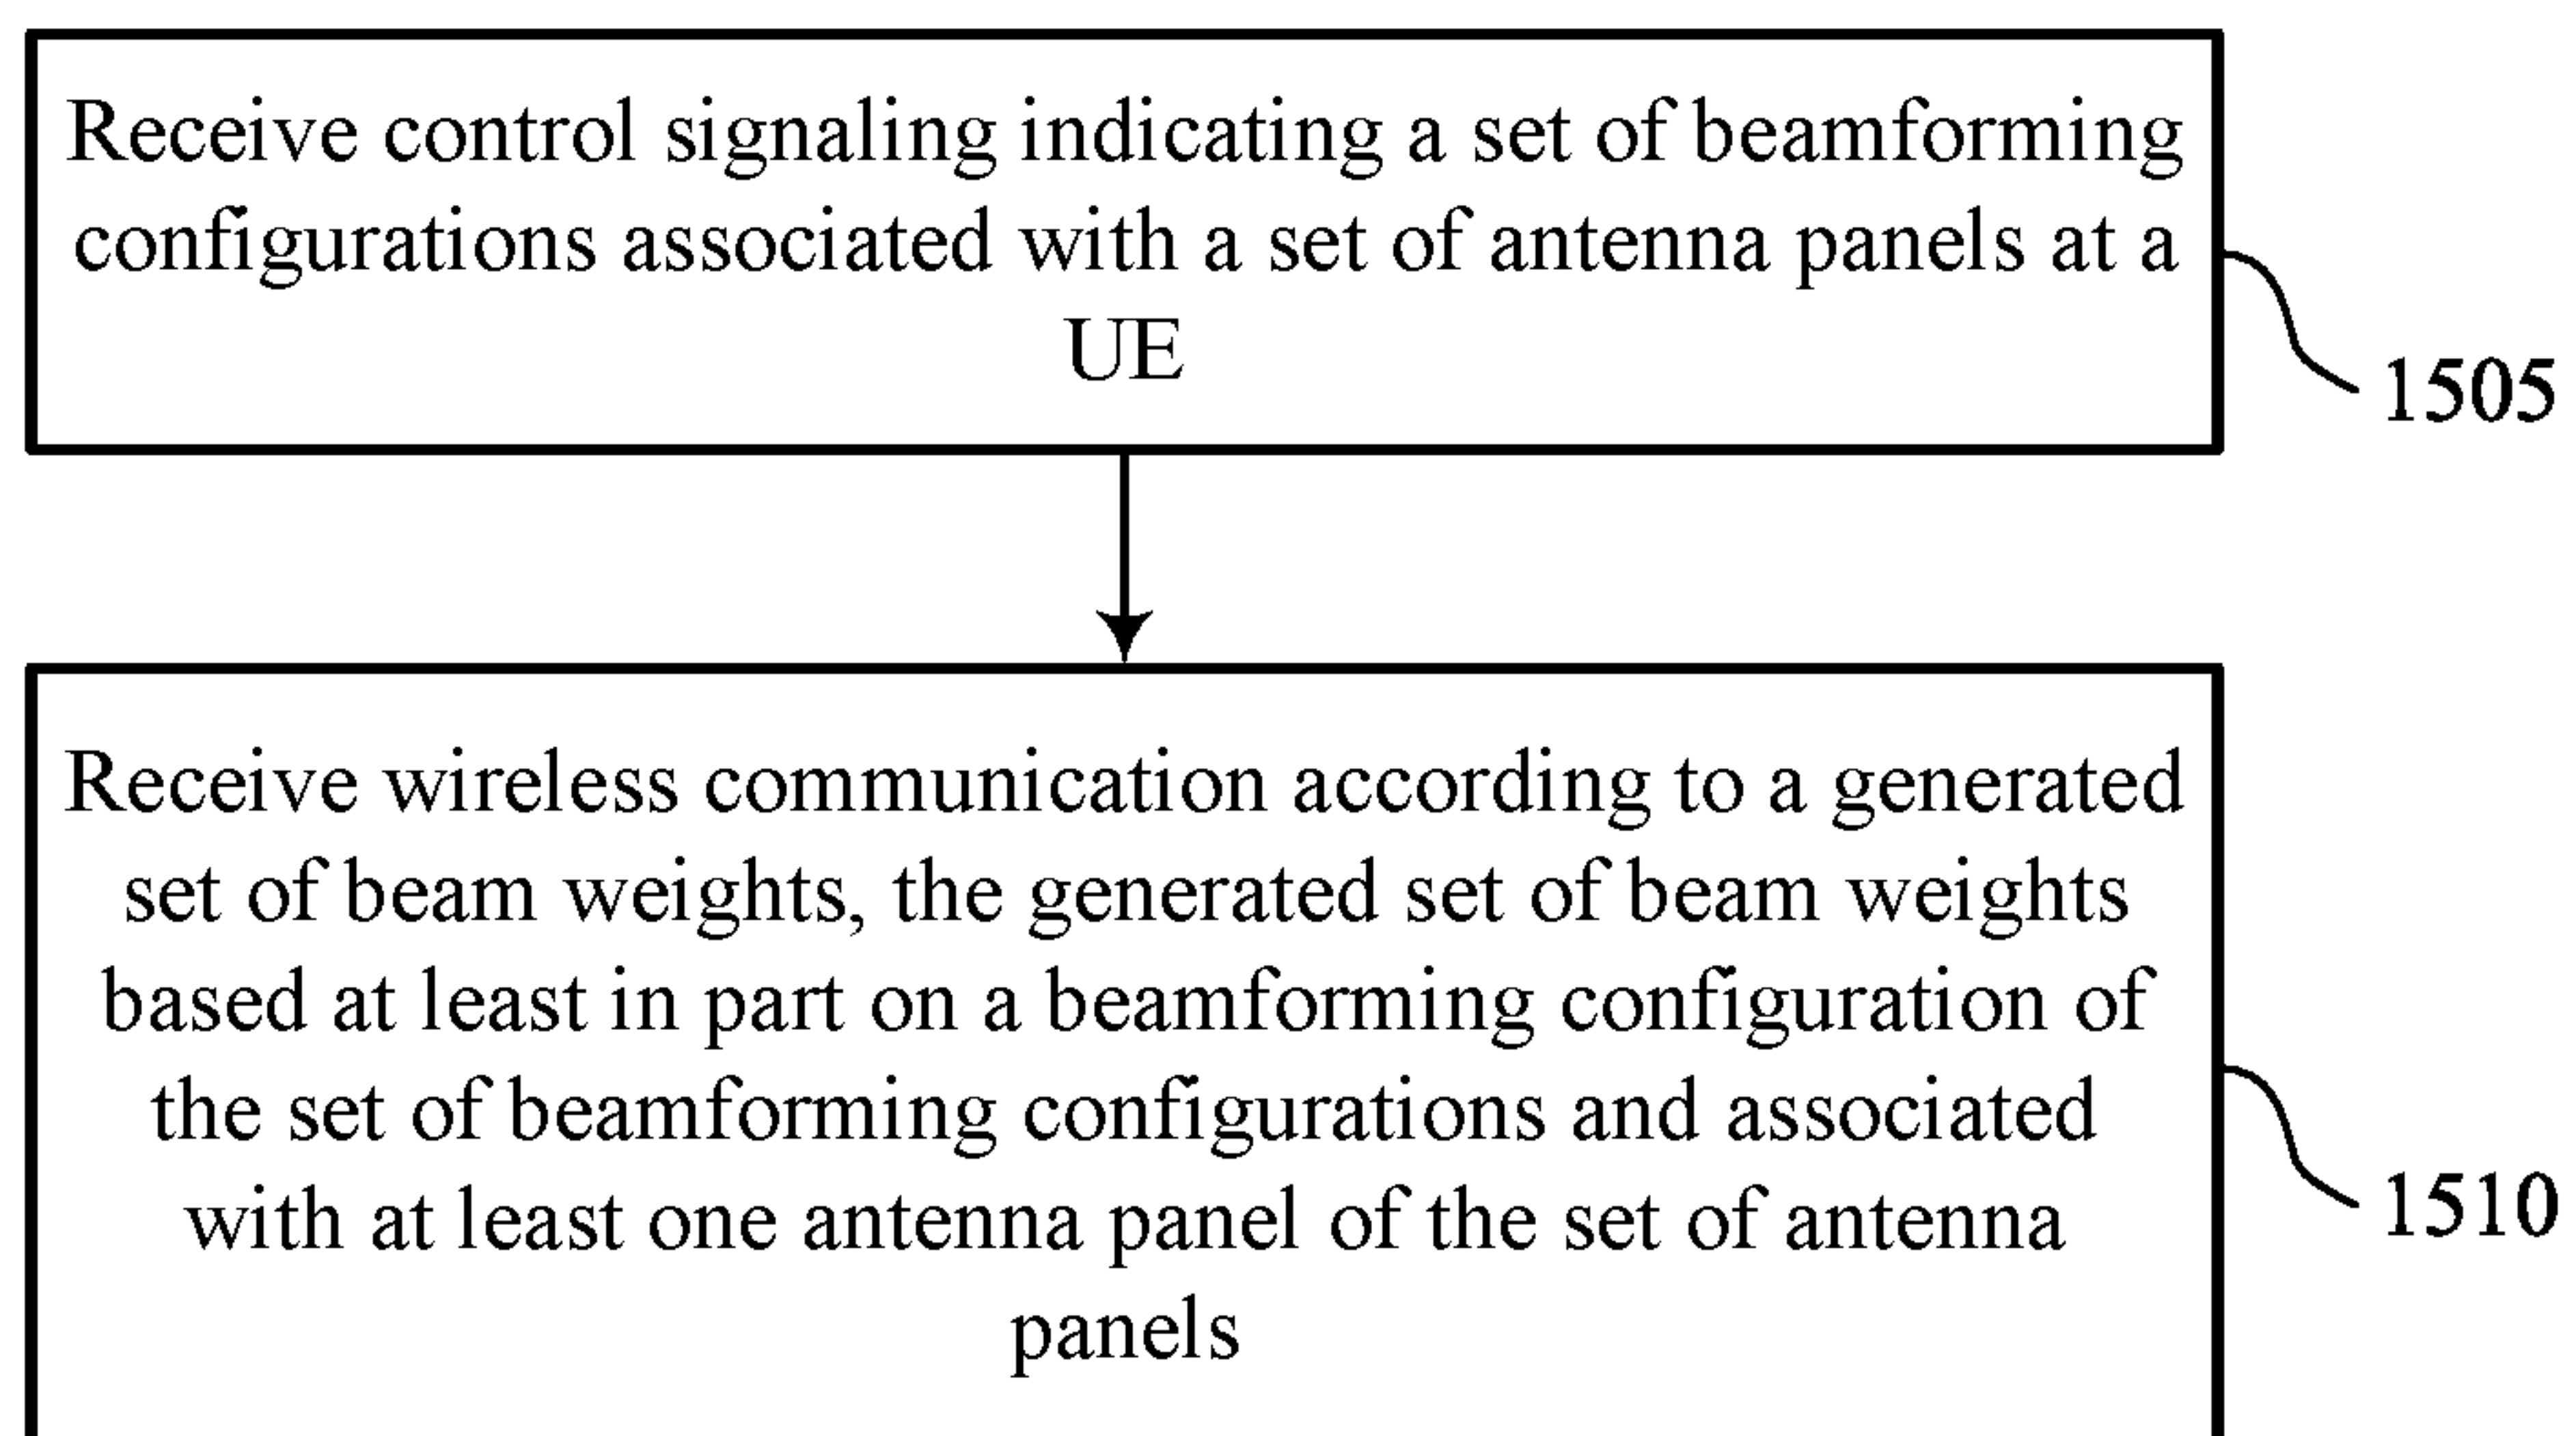 Receive control signaling indicating a set of beamforming
configurations associated with a set of antenna panels at a
UE
1505
Receive wireless communication according to a generated
set of beam weights, the generated set of beam weights
based at least in part on a beamforming configuration of
the set of beamforming configurations and associated
with at least one antenna panel of the set of antenna
panels
1510